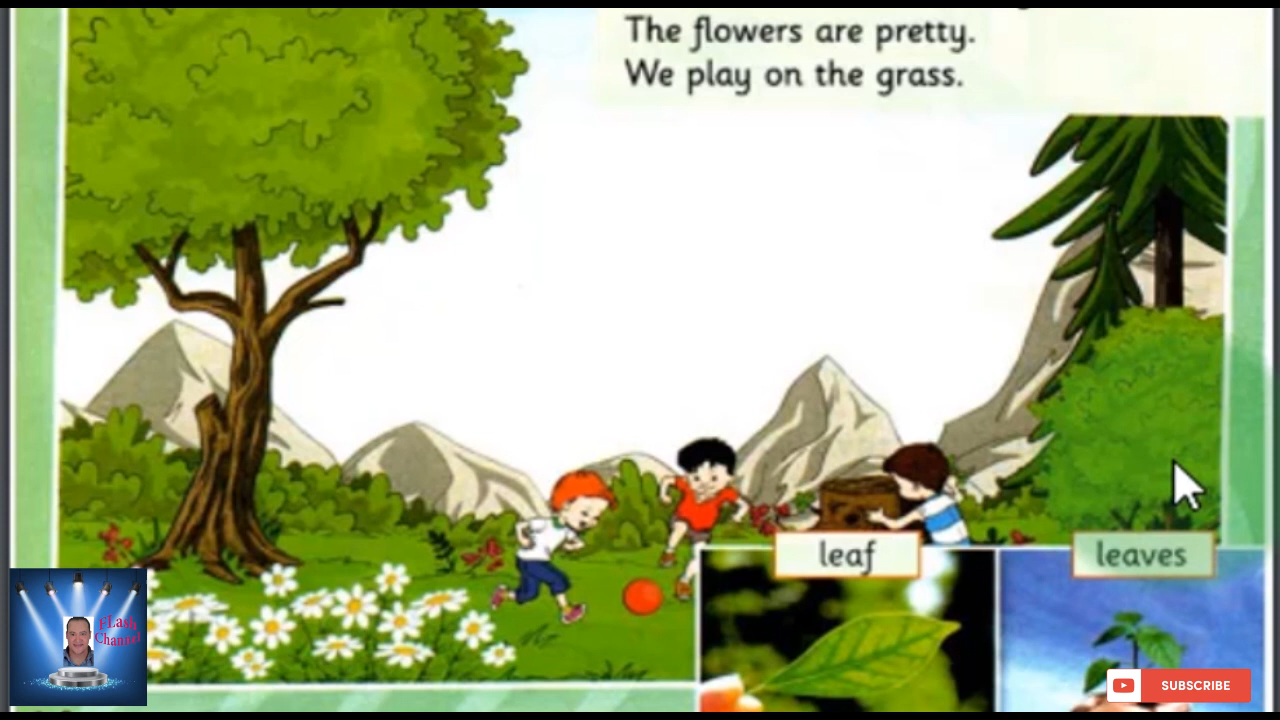 The flowers are pretty.
We play on the grass.
leaf
leaves
FLash
Channel
SUBSCRIBE